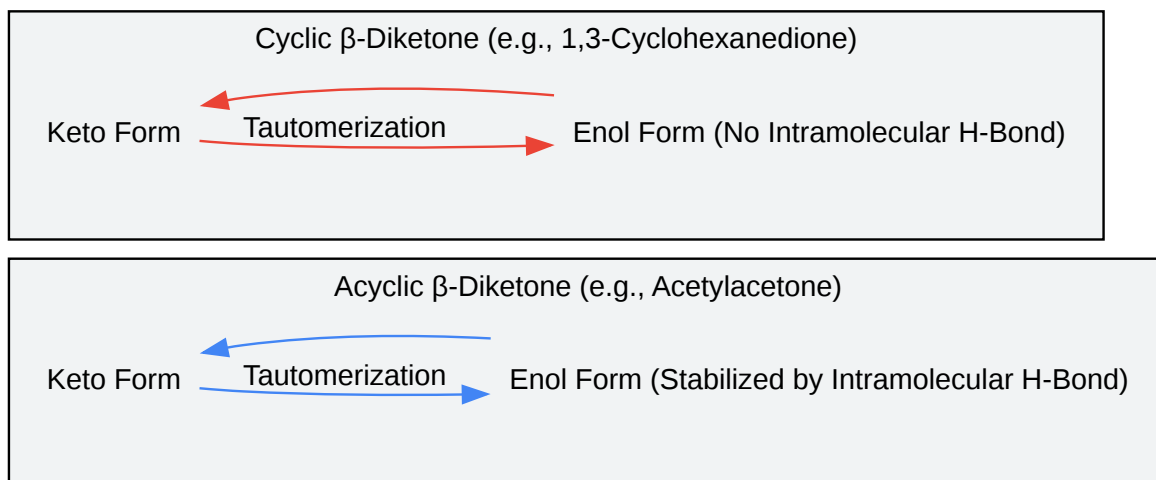 Cyclic β-Diketone (e.g., 1,3-Cyclohexanedione)
Keto Form
Tautomerization
Enol Form (No Intramolecular H-Bond)
Acyclic β-Diketone (e.g., Acetylacetone)
Keto Form
Tautomerization
Enol Form (Stabilized by Intramolecular H-Bond)